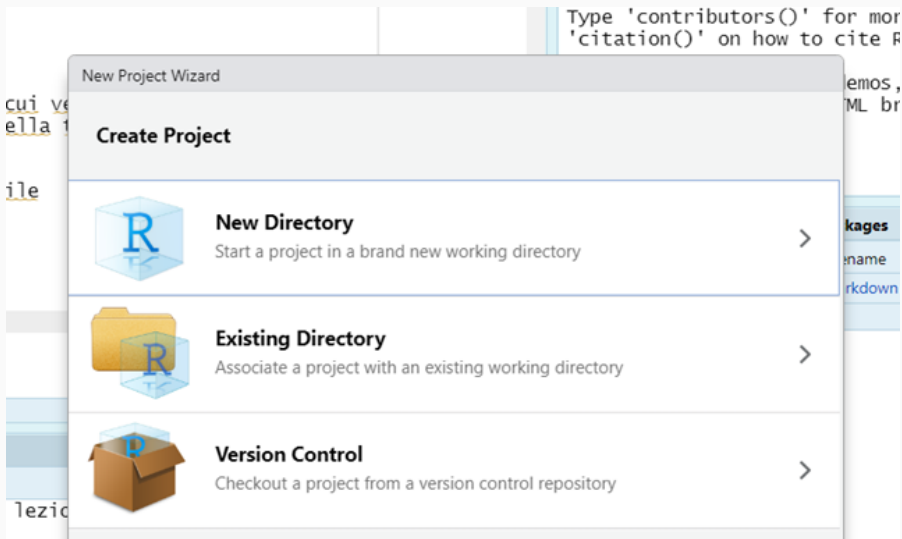 Type 'contributors()' for mor
'citation()' on how to cite R
New Project Wizard
emos,
cui ve
ML br
ella t
Create Project
ile
R
New Directory
Start a project in a brand new working directory
kages
ename
rkdown
R
Existing Directory
Associate a project with an existing working directory
R
Version Control
Checkout a project from a version control repository
lezio